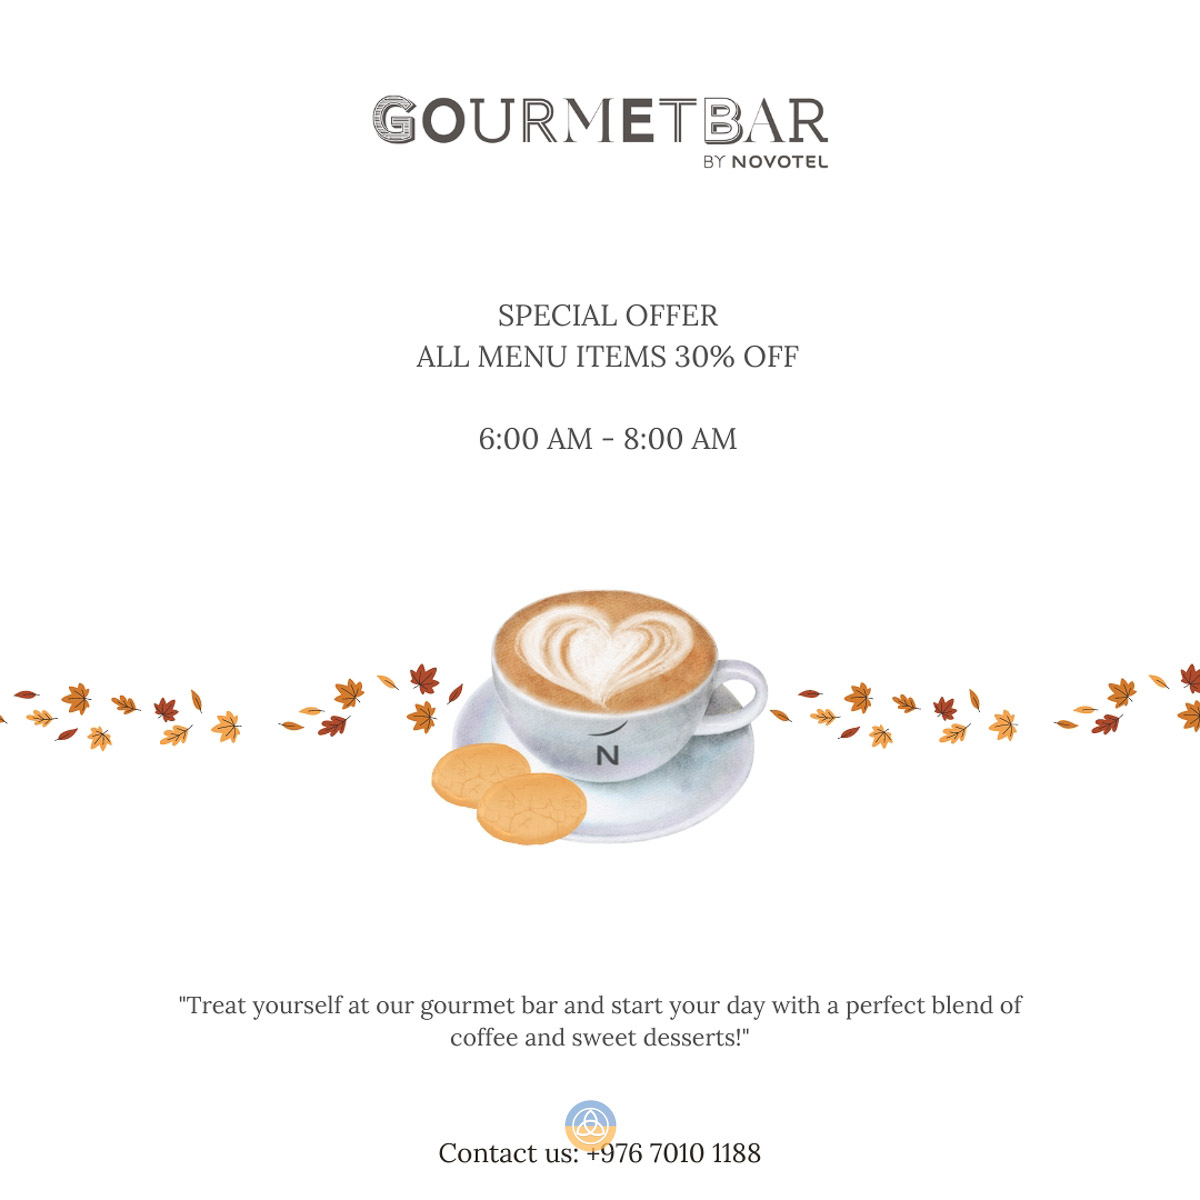 GOURMETBAR
BY NOVOTEL
SPECIAL OFFER
ALL MENU ITEMS 30% OFF
6:00 AM - 8:00 AM
N
"Treat yourself at our gourmet bar and start your day with a perfect blend of
coffee and sweet desserts!"
Contact us: +976 7010 1188